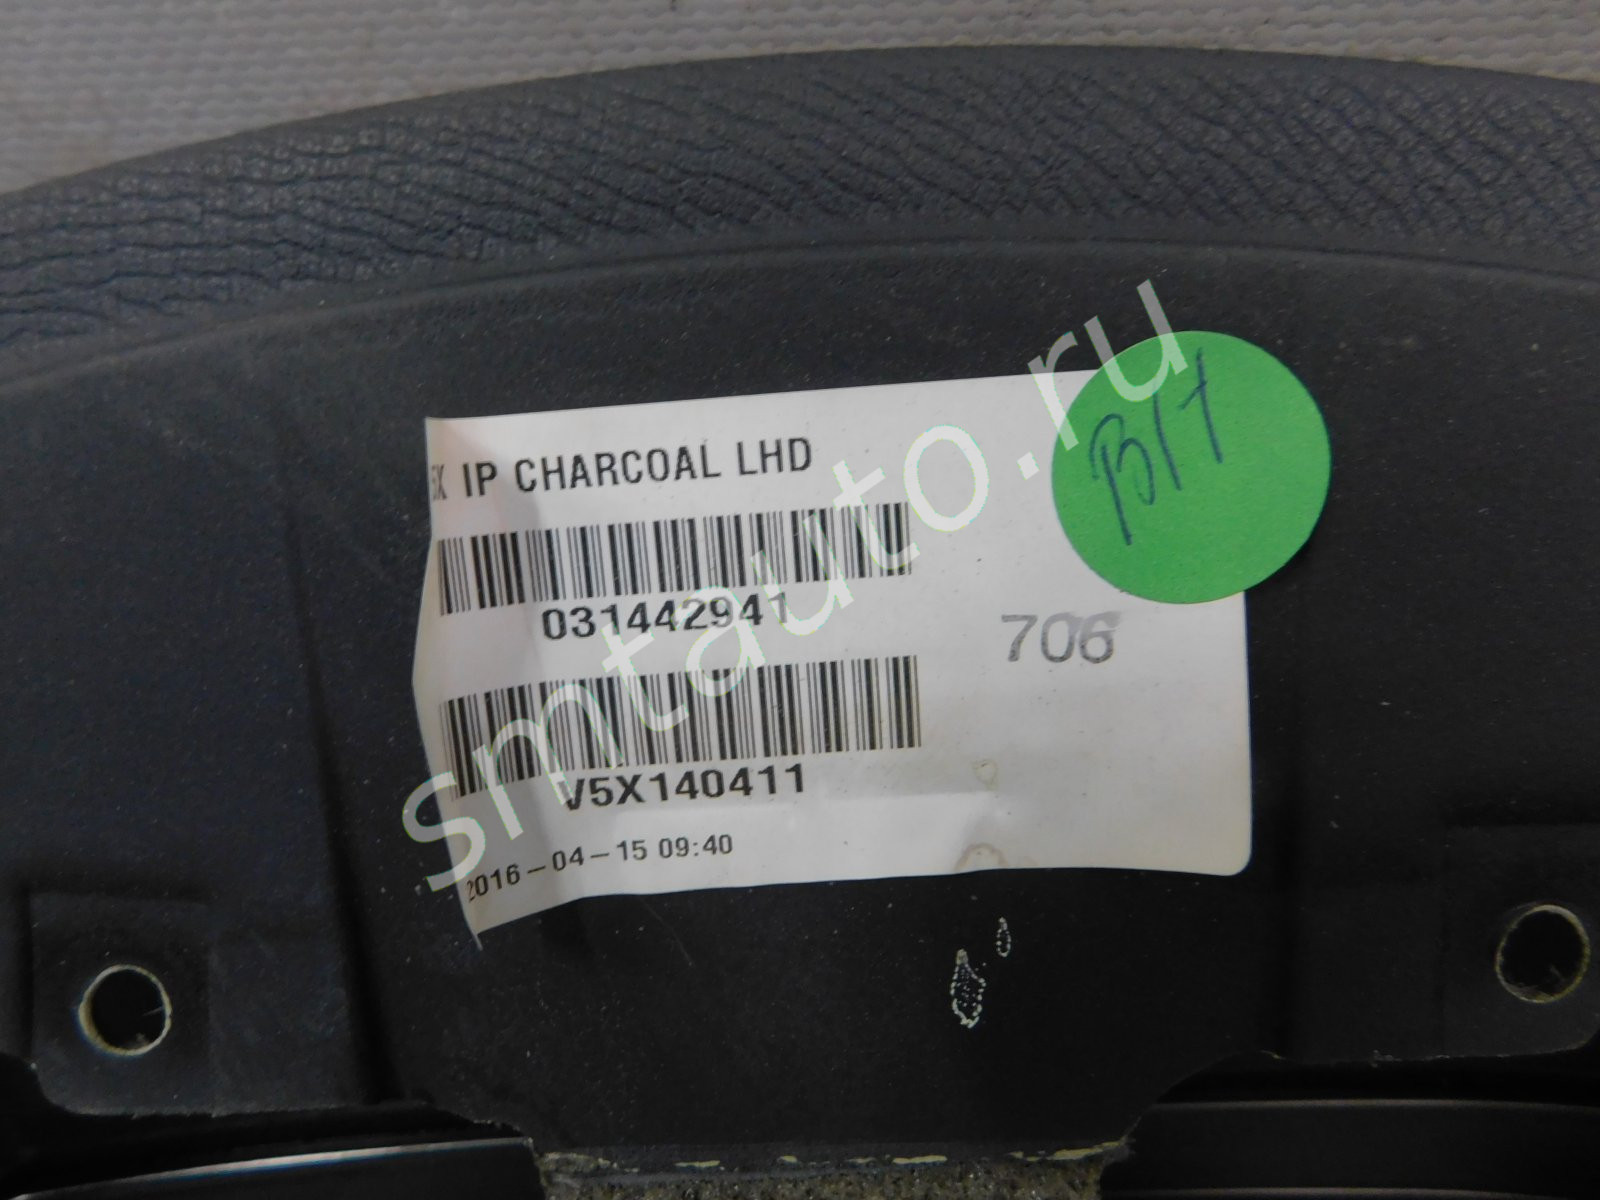 IP CHARCOAL LHD
031442941
706
V5X140411
2016-04-15 09:40
smtauto.ru